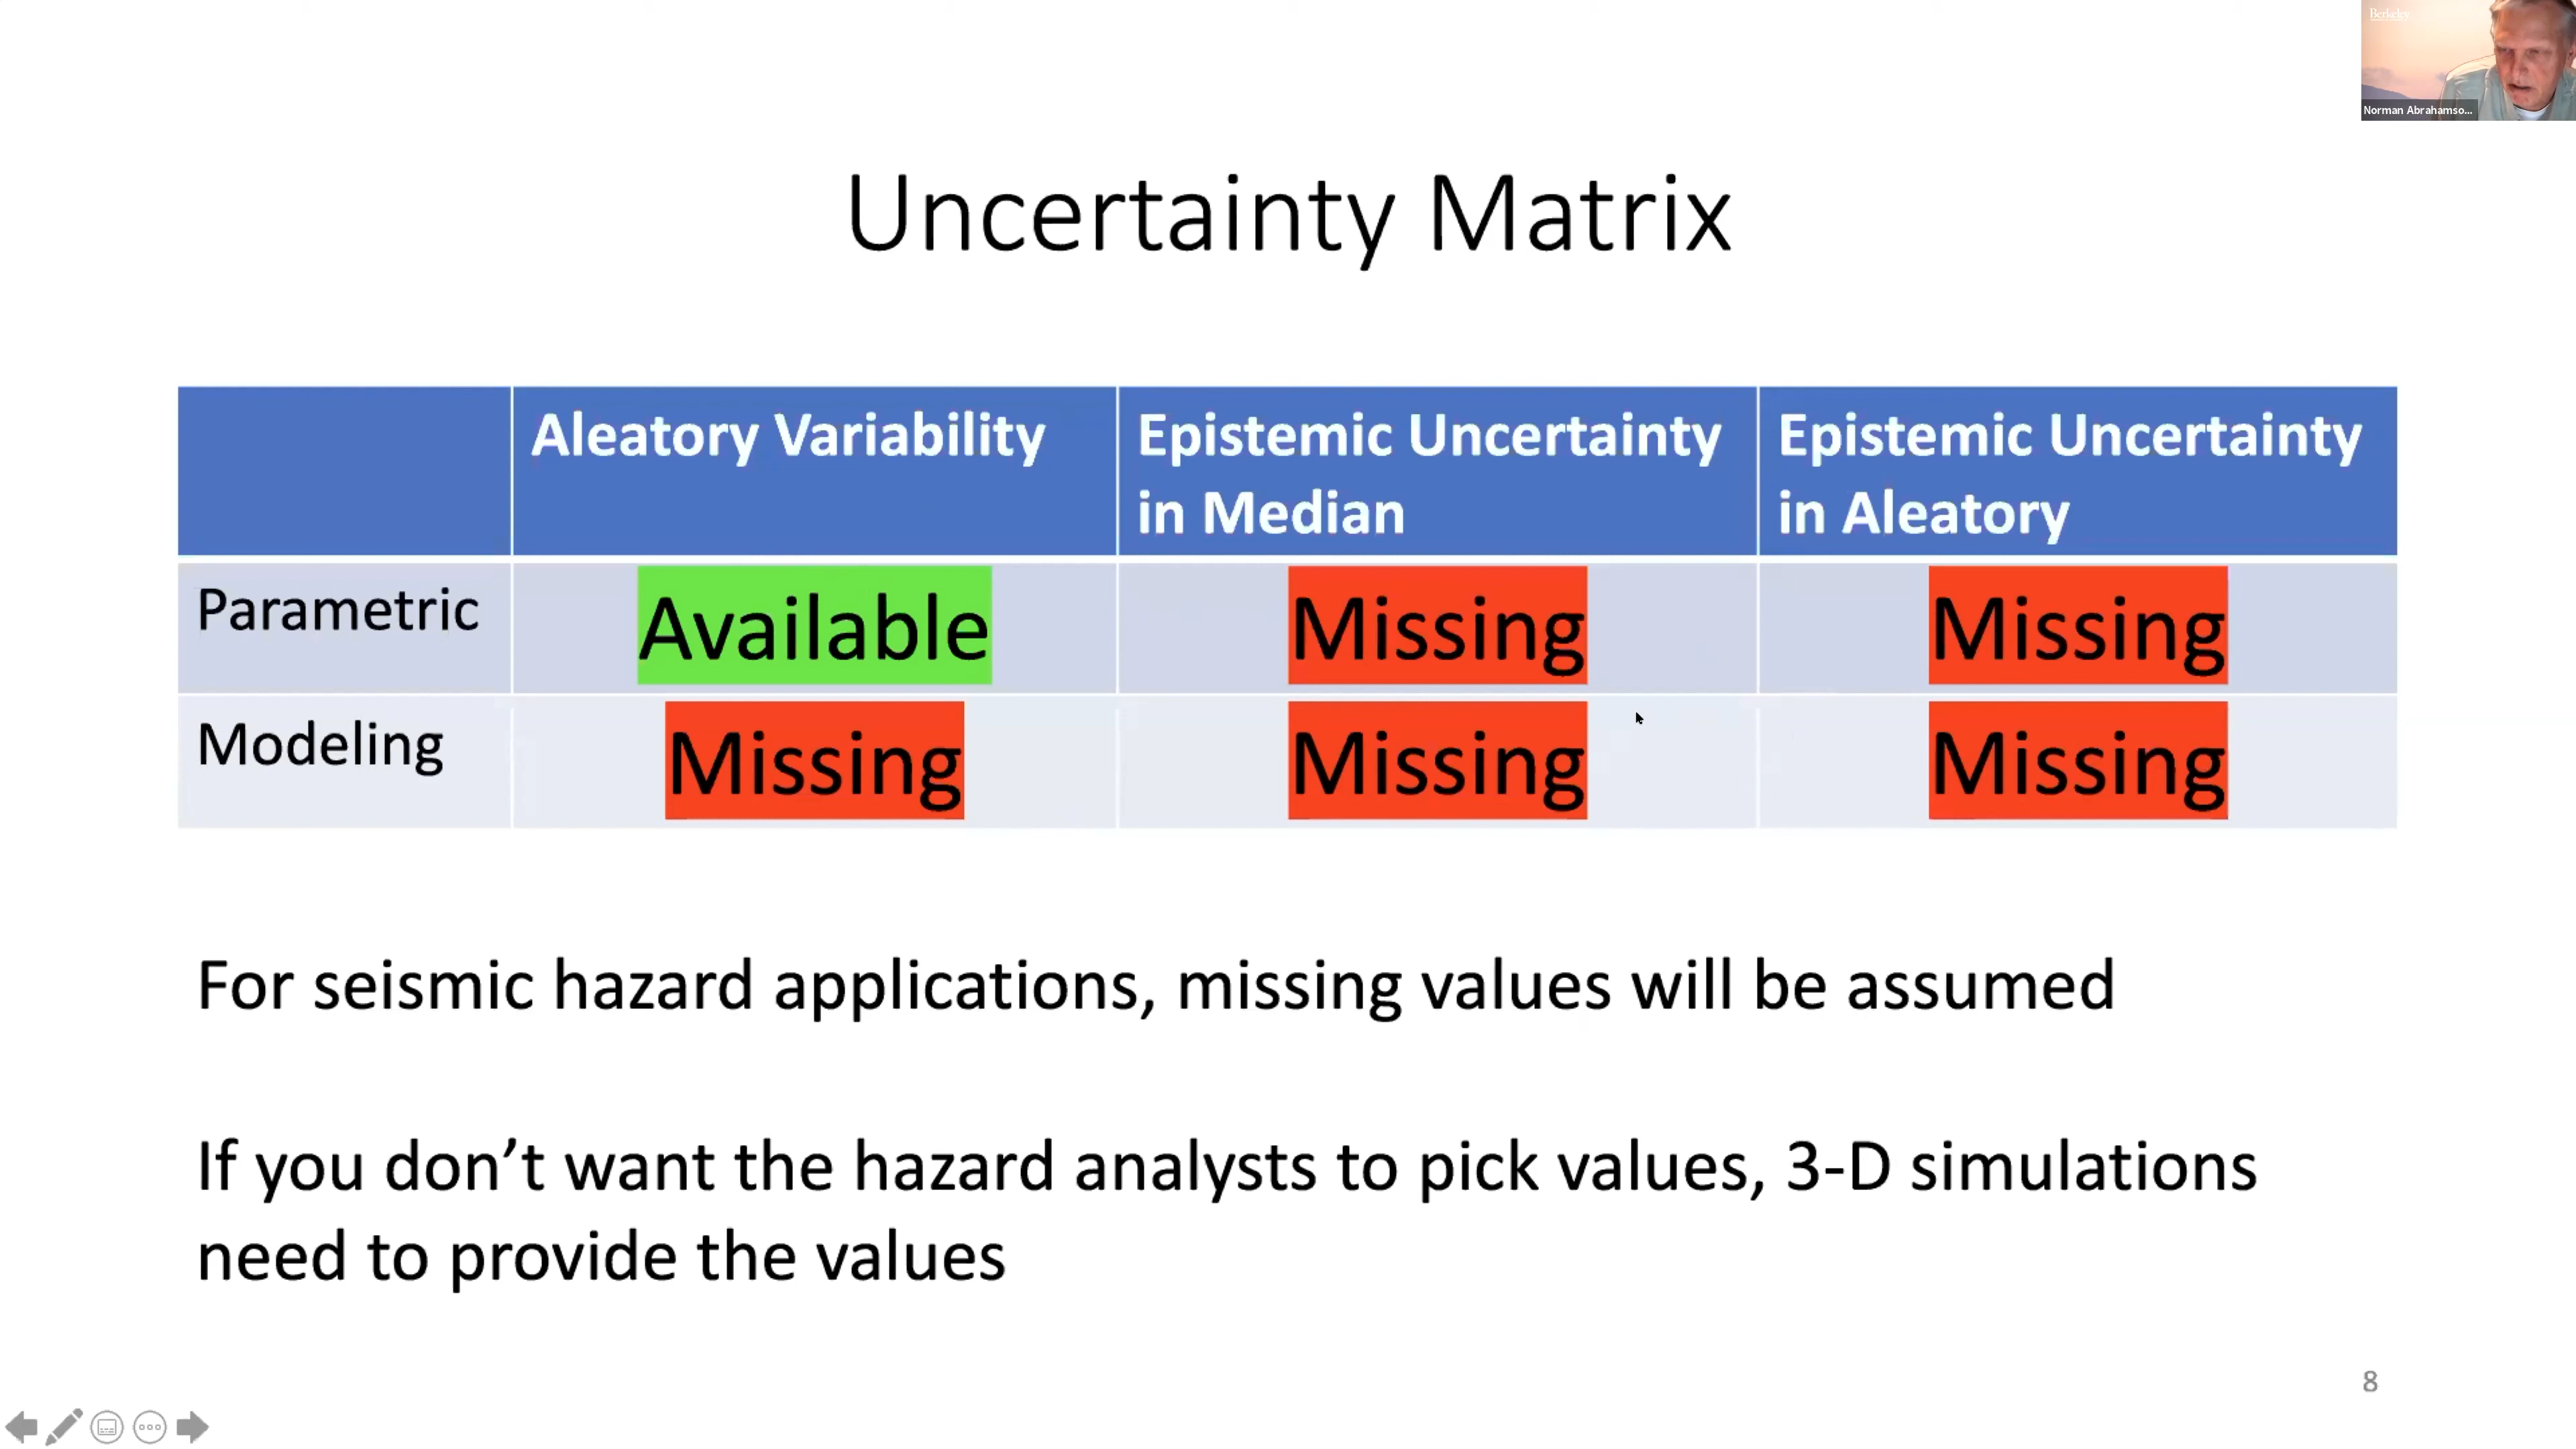 Berkeley
Norman Abrahamso...
Uncertainty Matrix
Aleatory Variability
Epistemic Uncertainty
in Median
Epistemic Uncertainty
in Aleatory
Parametric
Available
Missing
Missing
Modeling
Missing
Missing
Missing
For seismic hazard applications, missing values will be assumed
If you don’t want the hazard analysts to pick values, 3-D simulations
need to provide the values
8